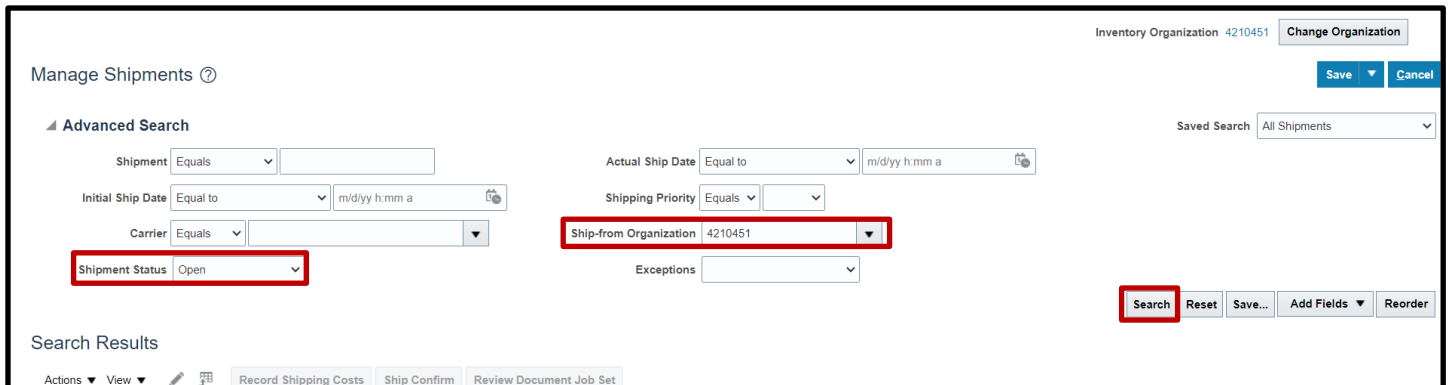 Inventory Organization 4210451 Change Organization
Manage Shipments ?
Save Cancel
Advanced Search
Saved Search All Shipments
Shipment Equals
Actual Ship Date Equal to m/d/yy h:mm a
Initial Ship Date Equal to m/d/yy h:mm a
Shipping Priority Equals
Carrier Equals
Ship-from Organization 4210451
Shipment Status Open
Exceptions
Search Reset Save... Add Fields Reorder
Search Results
Actions View Record Shipping Costs Ship Confirm Review Document Job Set